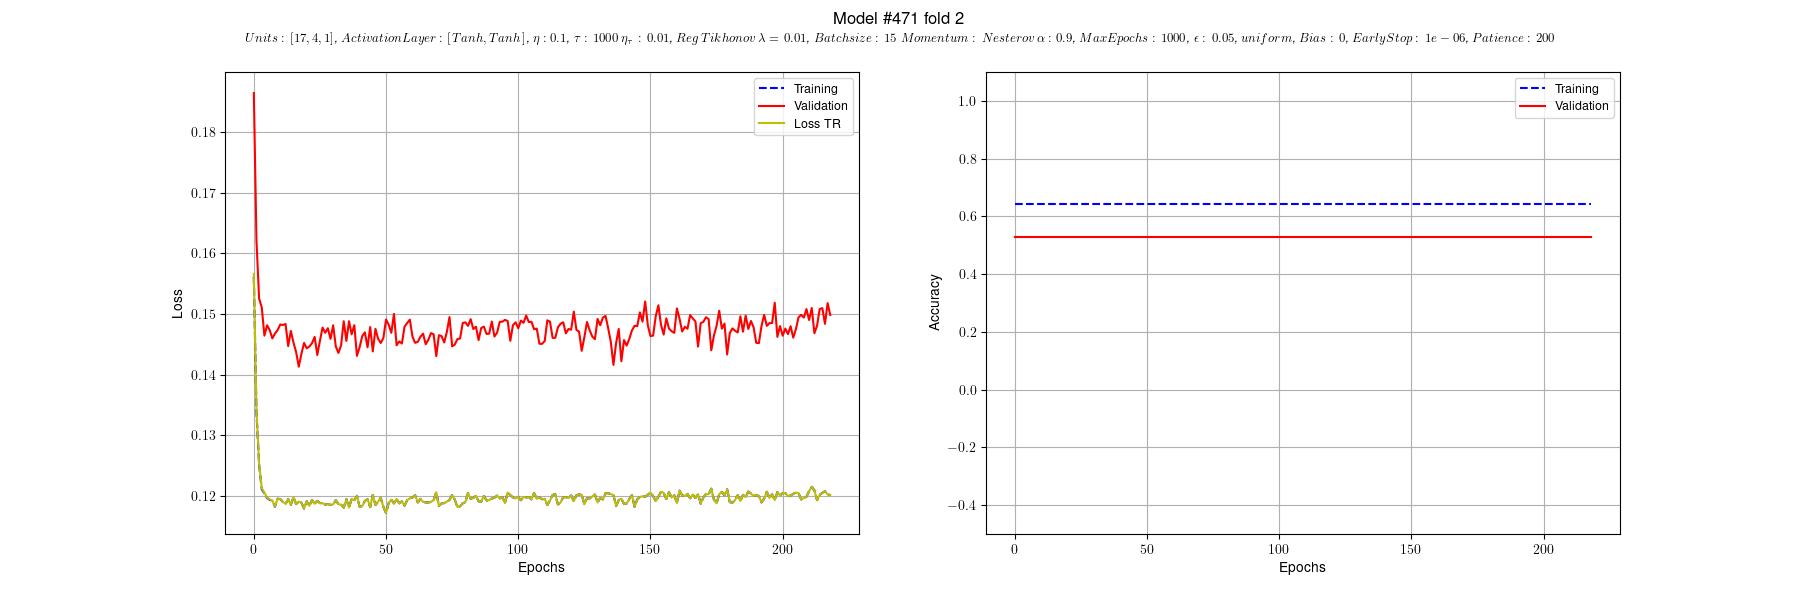 Model #471 fold 2
Units : [17, 4, 1], ActivationLayer : [Tanh, Tanh], η : 0.1, τ : 1000 ητ : 0.01, Reg Tikhonov λ = 0.01, Batchsize : 15 Momentum : Nesterov α : 0.9, MaxEpochs : 1000, ϵ : 0.05, uniform, Bias : 0, EarlyStop : 1e − 06, Patience : 200
Training
Validation
Loss TR
0.18
0.17
0.16
0.15
0.14
0.13
0.12
Loss
0 50 100 150 200
Epochs
Training
Validation
1.0
0.8
0.6
0.4
0.2
0.0
−0.2
−0.4
Accuracy
0 50 100 150 200
Epochs